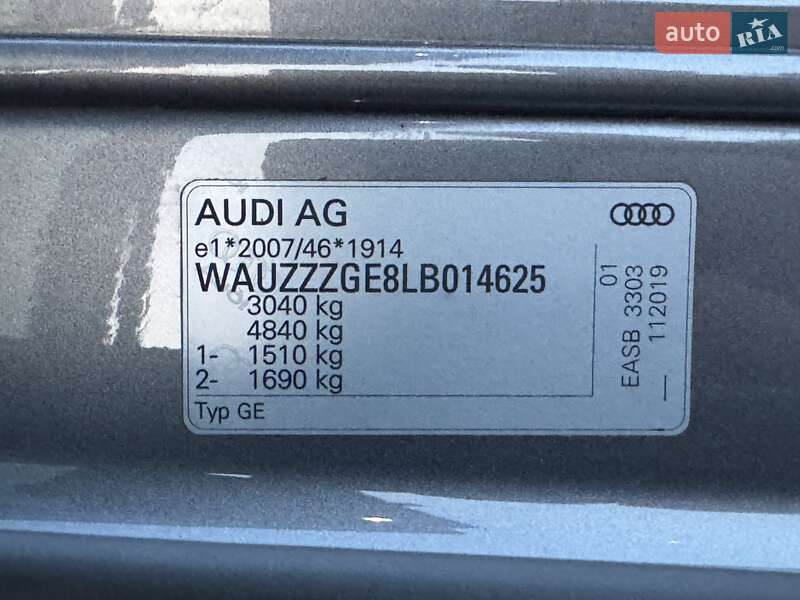 auto RIA
.com
AUDI AG
e1*2007/46*1914
WAUZZZGE8LB014625
3040 kg
4840 kg
1- 1510 kg
2- 1690 kg
Typ GE
01
EASB 3303
112019